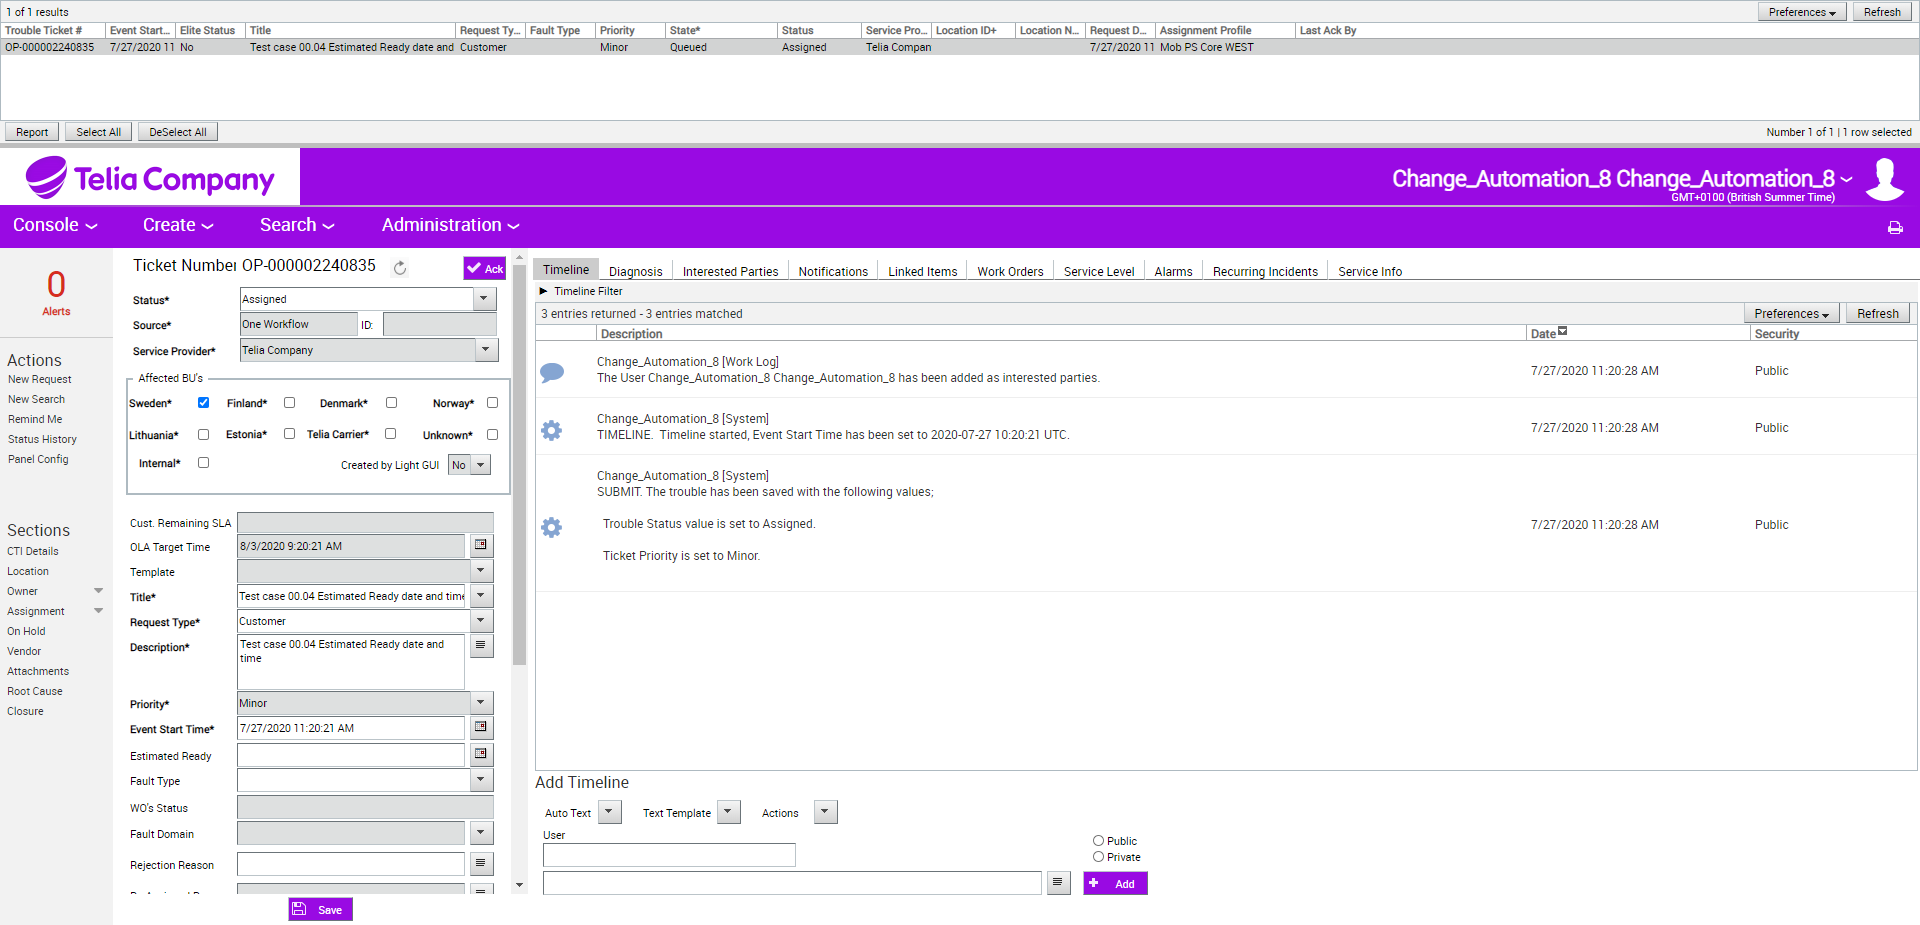 1 of 1 results
Preferences Refresh
Trouble Ticket # Event Start... Elite Status Title Request Ty... Fault Type Priority State* Status Service Pro... Location ID+ Location N... Request D... Assignment Profile Last Ack By
OP-000002240835 7/27/2020 11 No Test case 00.04 Estimated Ready date and Customer Minor Queued Assigned Telia Compan 7/27/2020 11 Mob PS Core WEST
Report Select All DeSelect All Number 1 of 1 | 1 row selected
Telia Company
Change_Automation_8 Change_Automation_8
GMT+0100 (British Summer Time)
Console Create Search Administration
0
Alerts
Actions
New Request
New Search
Remind Me
Status History
Panel Config
Sections
CTI Details
Location
Owner
Assignment
On Hold
Vendor
Attachments
Root Cause
Closure
Ticket Number OP-000002240835 Ack
Status* Assigned
Source* One Workflow ID:
Service Provider* Telia Company
Affected BU's
Sweden* Finland* Denmark* Norway*
Lithuania* Estonia* Telia Carrier* Unknown*
Internal* Created by Light GUI No
Cust. Remaining SLA
OLA Target Time 8/3/2020 9:20:21 AM
Template
Title* Test case 00.04 Estimated Ready date and time
Request Type* Customer
Description* Test case 00.04 Estimated Ready date and
time
Priority* Minor
Event Start Time* 7/27/2020 11:20:21 AM
Estimated Ready
Fault Type
WO's Status
Fault Domain
Rejection Reason
Save
Timeline Diagnosis Interested Parties Notifications Linked Items Work Orders Service Level Alarms Recurring Incidents Service Info
Timeline Filter
3 entries returned - 3 entries matched Preferences Refresh
Description Date Security
Change_Automation_8 [Work Log]
The User Change_Automation_8 Change_Automation_8 has been added as interested parties.
7/27/2020 11:20:28 AM Public
Change_Automation_8 [System]
TIMELINE. Timeline started, Event Start Time has been set to 2020-07-27 10:20:21 UTC.
7/27/2020 11:20:28 AM Public
Change_Automation_8 [System]
SUBMIT. The trouble has been saved with the following values;
Trouble Status value is set to Assigned.
7/27/2020 11:20:28 AM Public
Ticket Priority is set to Minor.
Add Timeline
Auto Text Text Template Actions
User
Public
Private
Add